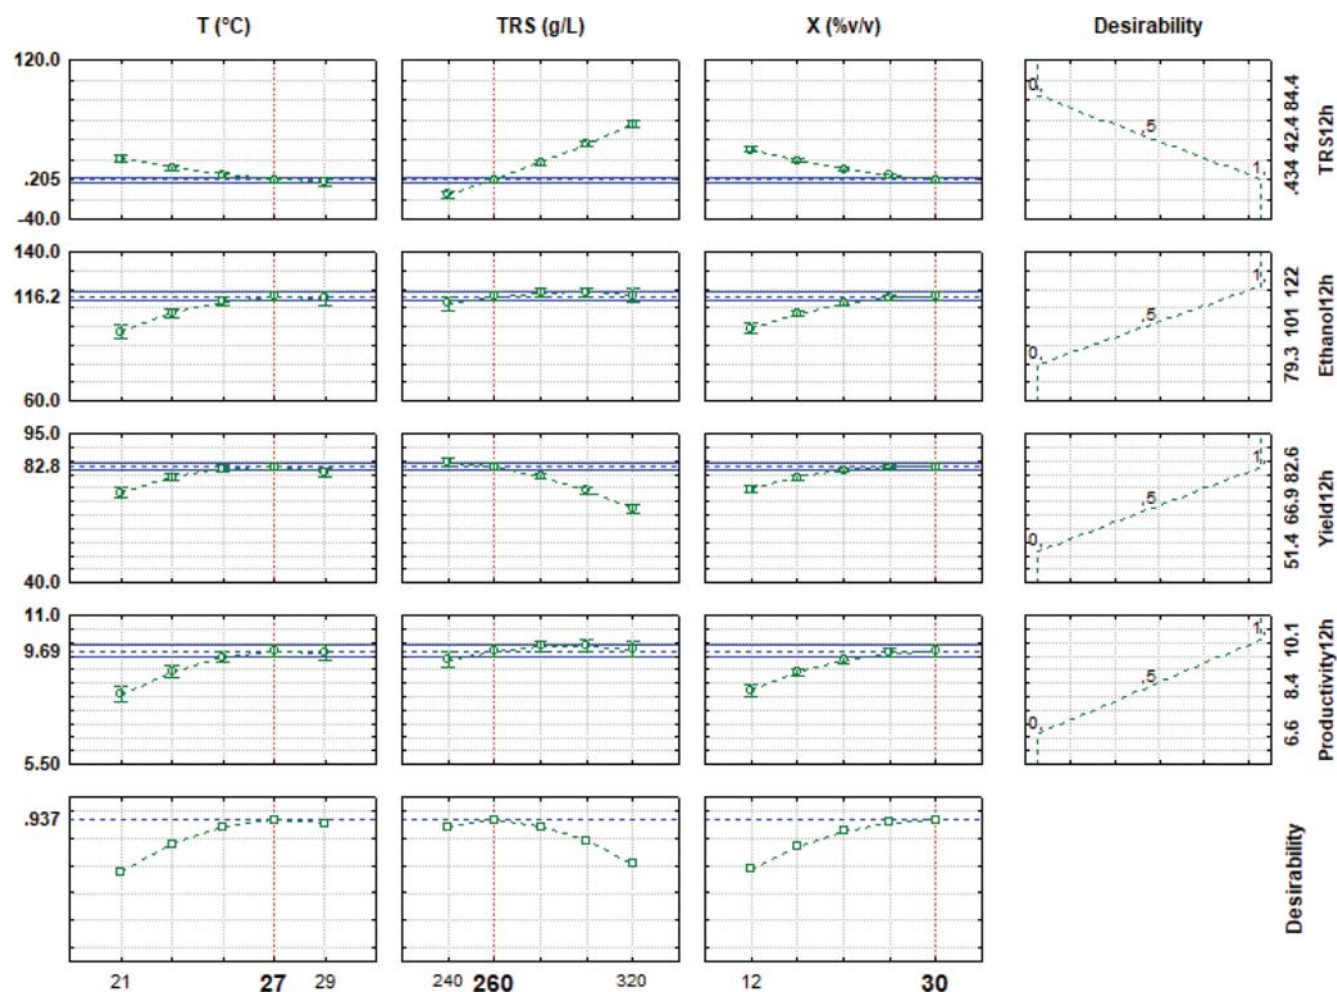 T (°C) TRS (g/L) X (%v/v) Desirability
120.0
.205
-40.0
0,
,5
1,
.434 42.4 84.4
TRS12h
140.0
116.2
60.0
0,
,5
1,
79.3 101 122
Ethanol12h
95.0
82.8
40.0
0,
,5
1,
51.4 66.9 82.6
Yield12h
11.0
9.69
5.50
0,
,5
1,
6.6 8.4 10.1
Productivity12h
.937
Desirability
21 27 29 240 260 320 12 30